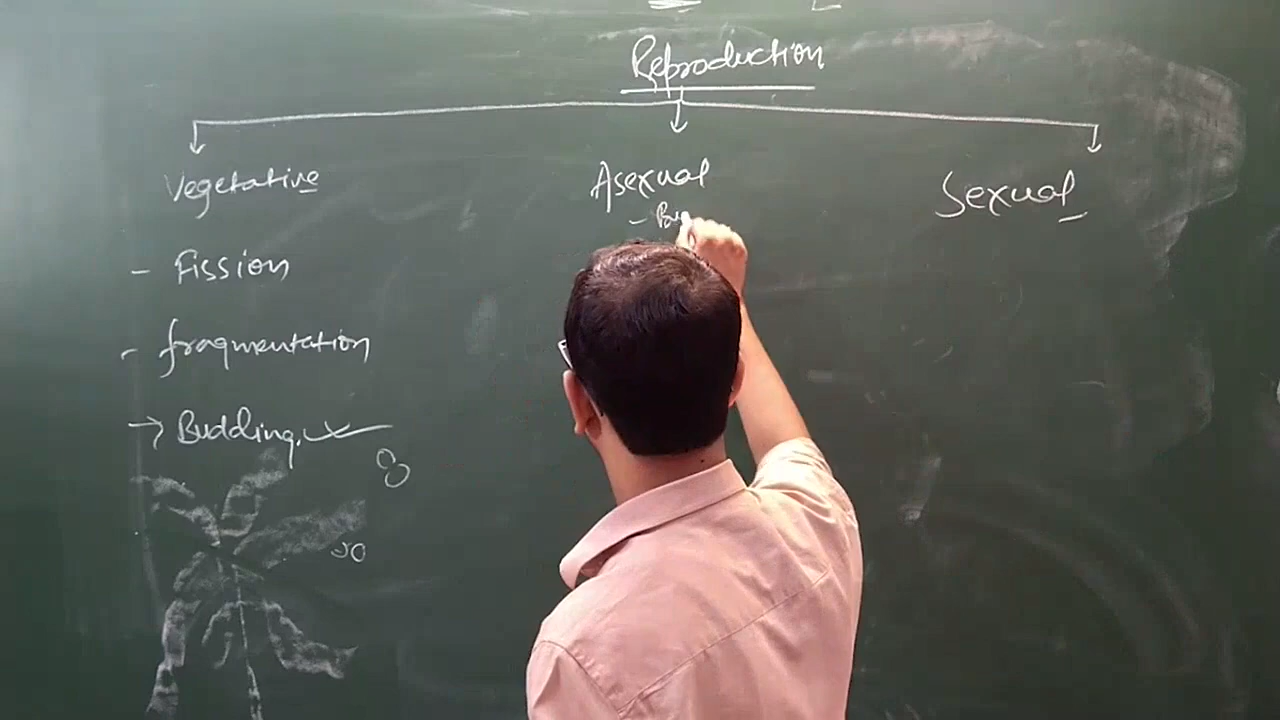 Reproduction
Vegetative
Asexual
Sexual
- Fission
- fragmentation
→ Budding.